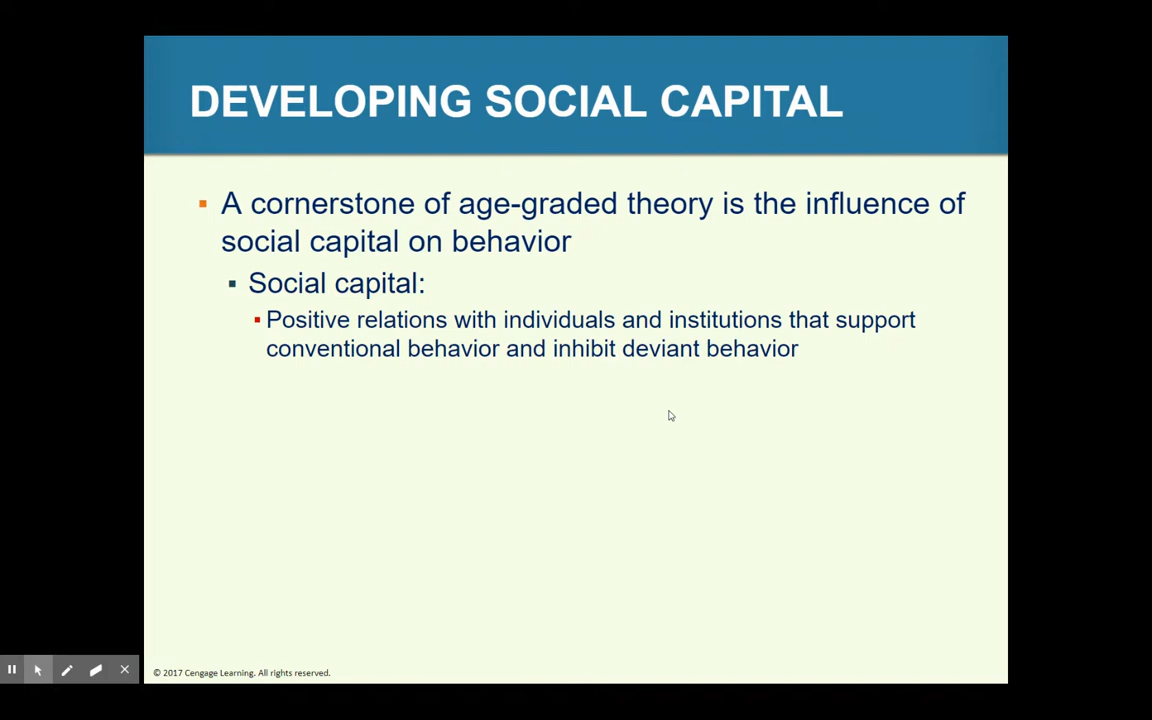 DEVELOPING SOCIAL CAPITAL
A cornerstone of age-graded theory is the influence of
social capital on behavior
Social capital:
Positive relations with individuals and institutions that support
conventional behavior and inhibit deviant behavior
© 2017 Cengage Learning. All rights reserved.